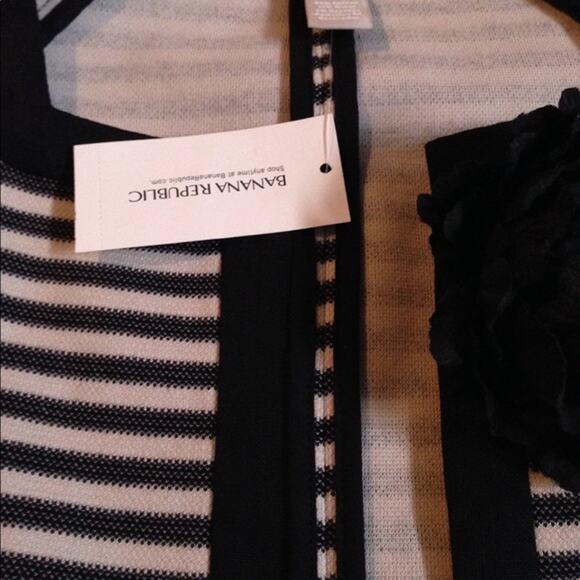 BANANA REPUBLIC
Shop anytime at BananaRepublic.com.